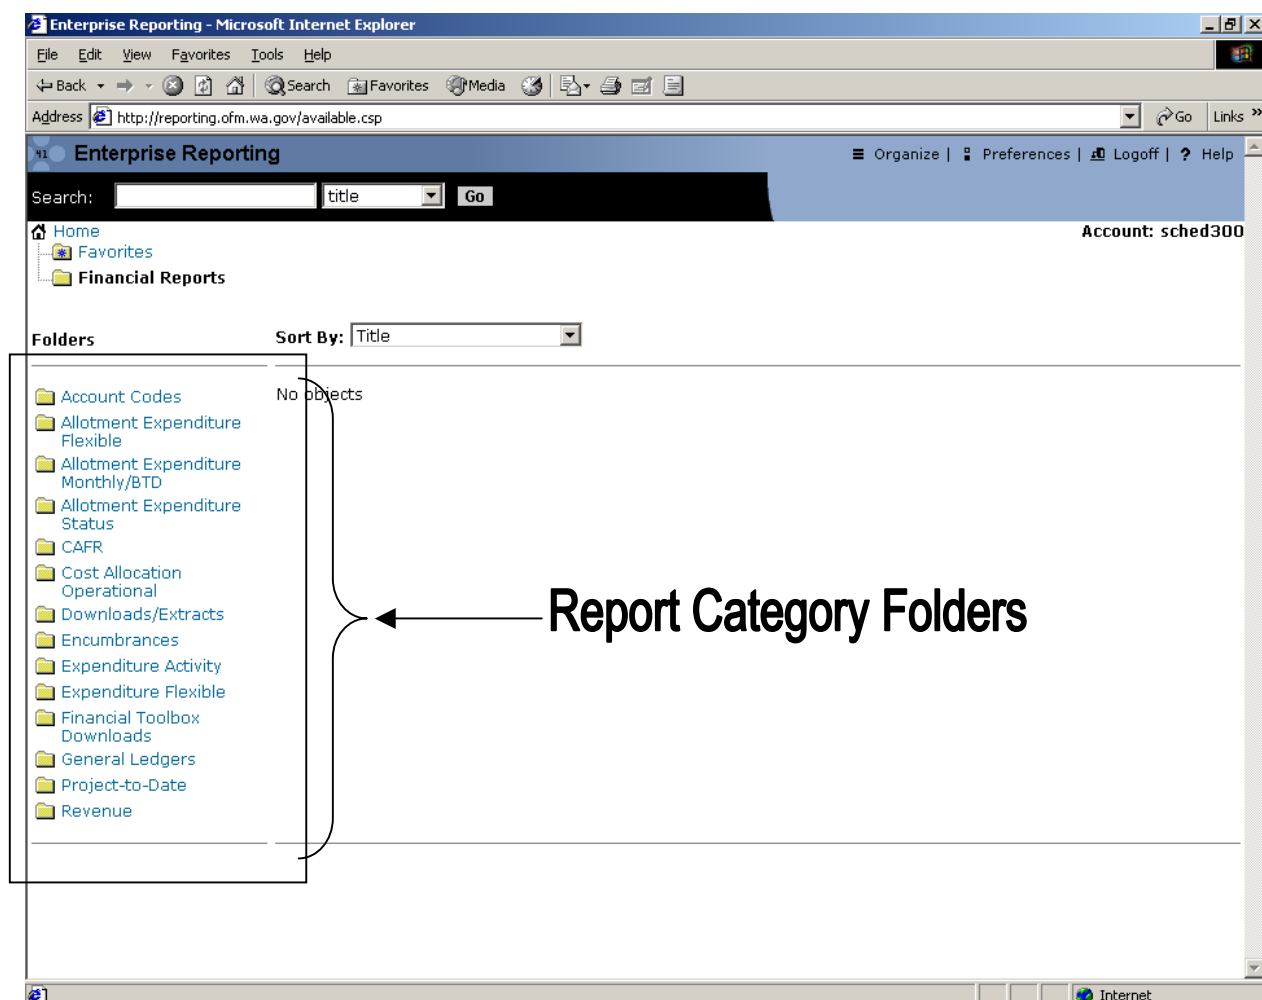 Enterprise Reporting - Microsoft Internet Explorer
File Edit View Favorites Tools Help
Back Search Favorites Media
Address http://reporting.ofm.wa.gov/available.csp Go Links »
Enterprise Reporting Organize | Preferences | Logoff | ? Help
Search: title Go
Home Account: sched300
Favorites
Financial Reports
Folders Sort By: Title
Account Codes No objects
Allotment Expenditure
Flexible
Allotment Expenditure
Monthly/BTD
Allotment Expenditure
Status
CAFR
Cost Allocation
Operational
Report Category Folders
Downloads/Extracts
Encumbrances
Expenditure Activity
Expenditure Flexible
Financial Toolbox
Downloads
General Ledgers
Project-to-Date
Revenue
Internet